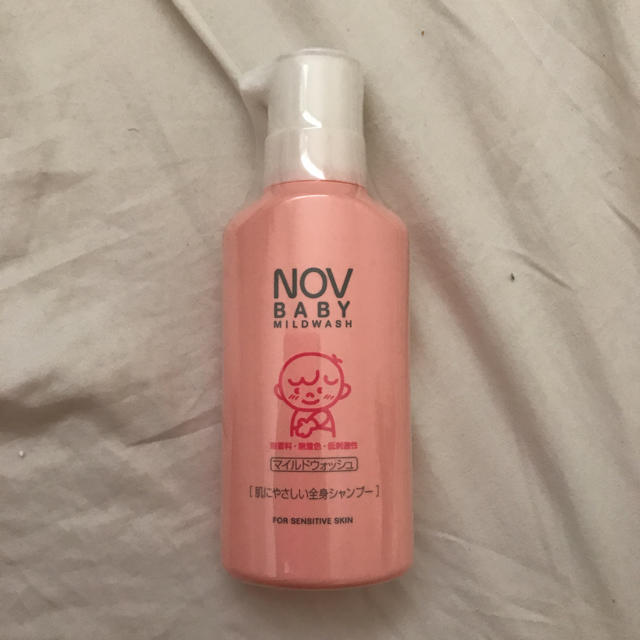 NOV
BABY
MILDWASH
無香料・無着色・低刺激性
マイルドウォッシュ
[ 肌にやさしい全身シャンプー ]
FOR SENSITIVE SKIN